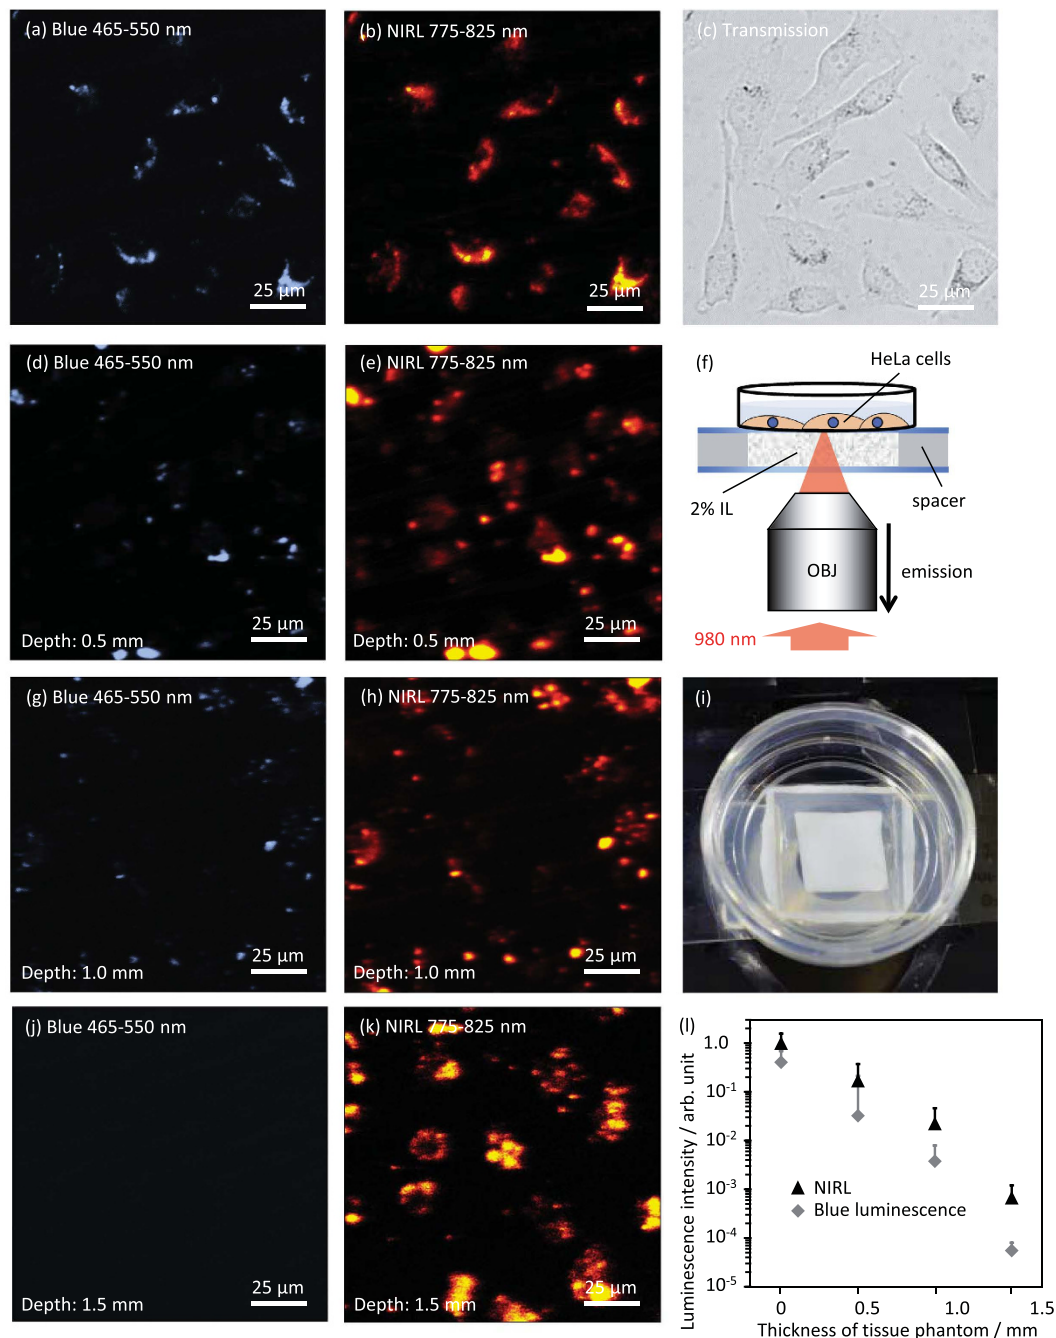 (a) Blue 465-550 nm
25 μm
(b) NIRL 775-825 nm
25 μm
(c) Transmission
25 μm
(d) Blue 465-550 nm
Depth: 0.5 mm
25 μm
(e) NIRL 775-825 nm
Depth: 0.5 mm
25 μm
(f)
HeLa cells
2% IL
spacer
OBJ
emission
980 nm
(g) Blue 465-550 nm
Depth: 1.0 mm
25 μm
(h) NIRL 775-825 nm
Depth: 1.0 mm
25 μm
(i)
(j) Blue 465-550 nm
Depth: 1.5 mm
25 μm
(k) NIRL 775-825 nm
Depth: 1.5 mm
25 μm
(l)
Luminescence intensity / arb. unit
1.0
10⁻¹
10⁻²
10⁻³
10⁻⁴
10⁻⁵
NIRL
Blue luminescence
0 0.5 1.0 1.5
Thickness of tissue phantom / mm